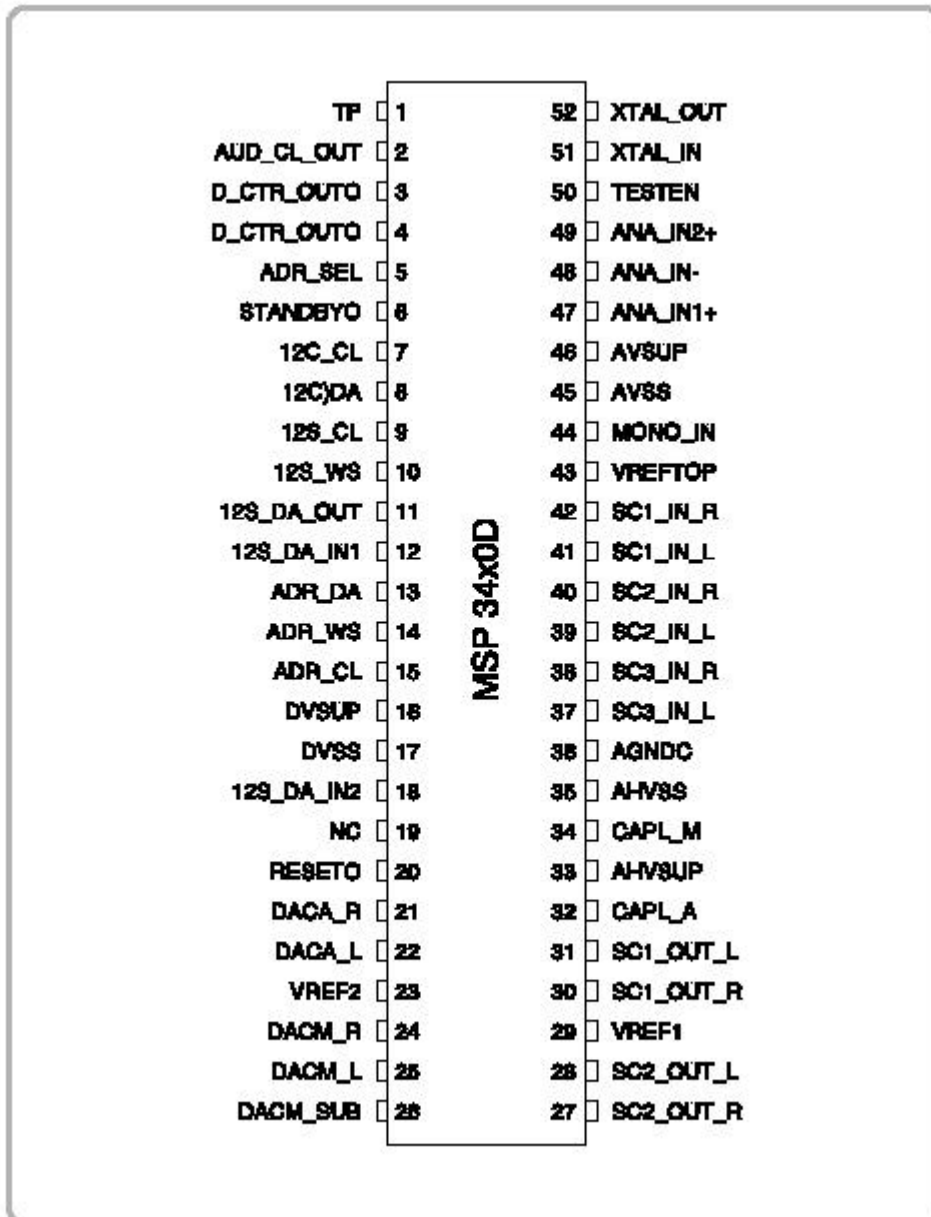 TP 1
AUD_CL_OUT 2
D_CTR_OUTO 3
D_CTR_OUTO 4
ADR_SEL 5
STANDBYO 6
12C_CL 7
12C)DA 8
12S_CL 9
12S_WS 10
12S_DA_OUT 11
12S_DA_IN1 12
ADR_DA 13
ADR_WS 14
ADR_CL 15
DVSUP 16
DVSS 17
12S_DA_IN2 18
NC 19
RESETO 20
DACA_R 21
DACA_L 22
VREF2 23
DACM_R 24
DACM_L 25
DACM_SUB 26
MSP 34x0D
52 XTAL_OUT
51 XTAL_IN
50 TESTEN
49 ANA_IN2+
48 ANA_IN-
47 ANA_IN1+
46 AVSUP
45 AVSS
44 MONO_IN
43 VREFTOP
42 SC1_IN_R
41 SC1_IN_L
40 SC2_IN_R
39 SC2_IN_L
38 SC3_IN_R
37 SC3_IN_L
36 AGNDC
35 AHVSS
34 CAPL_M
33 AHVSUP
32 CAPL_A
31 SC1_OUT_L
30 SC1_OUT_R
29 VREF1
28 SC2_OUT_L
27 SC2_OUT_R